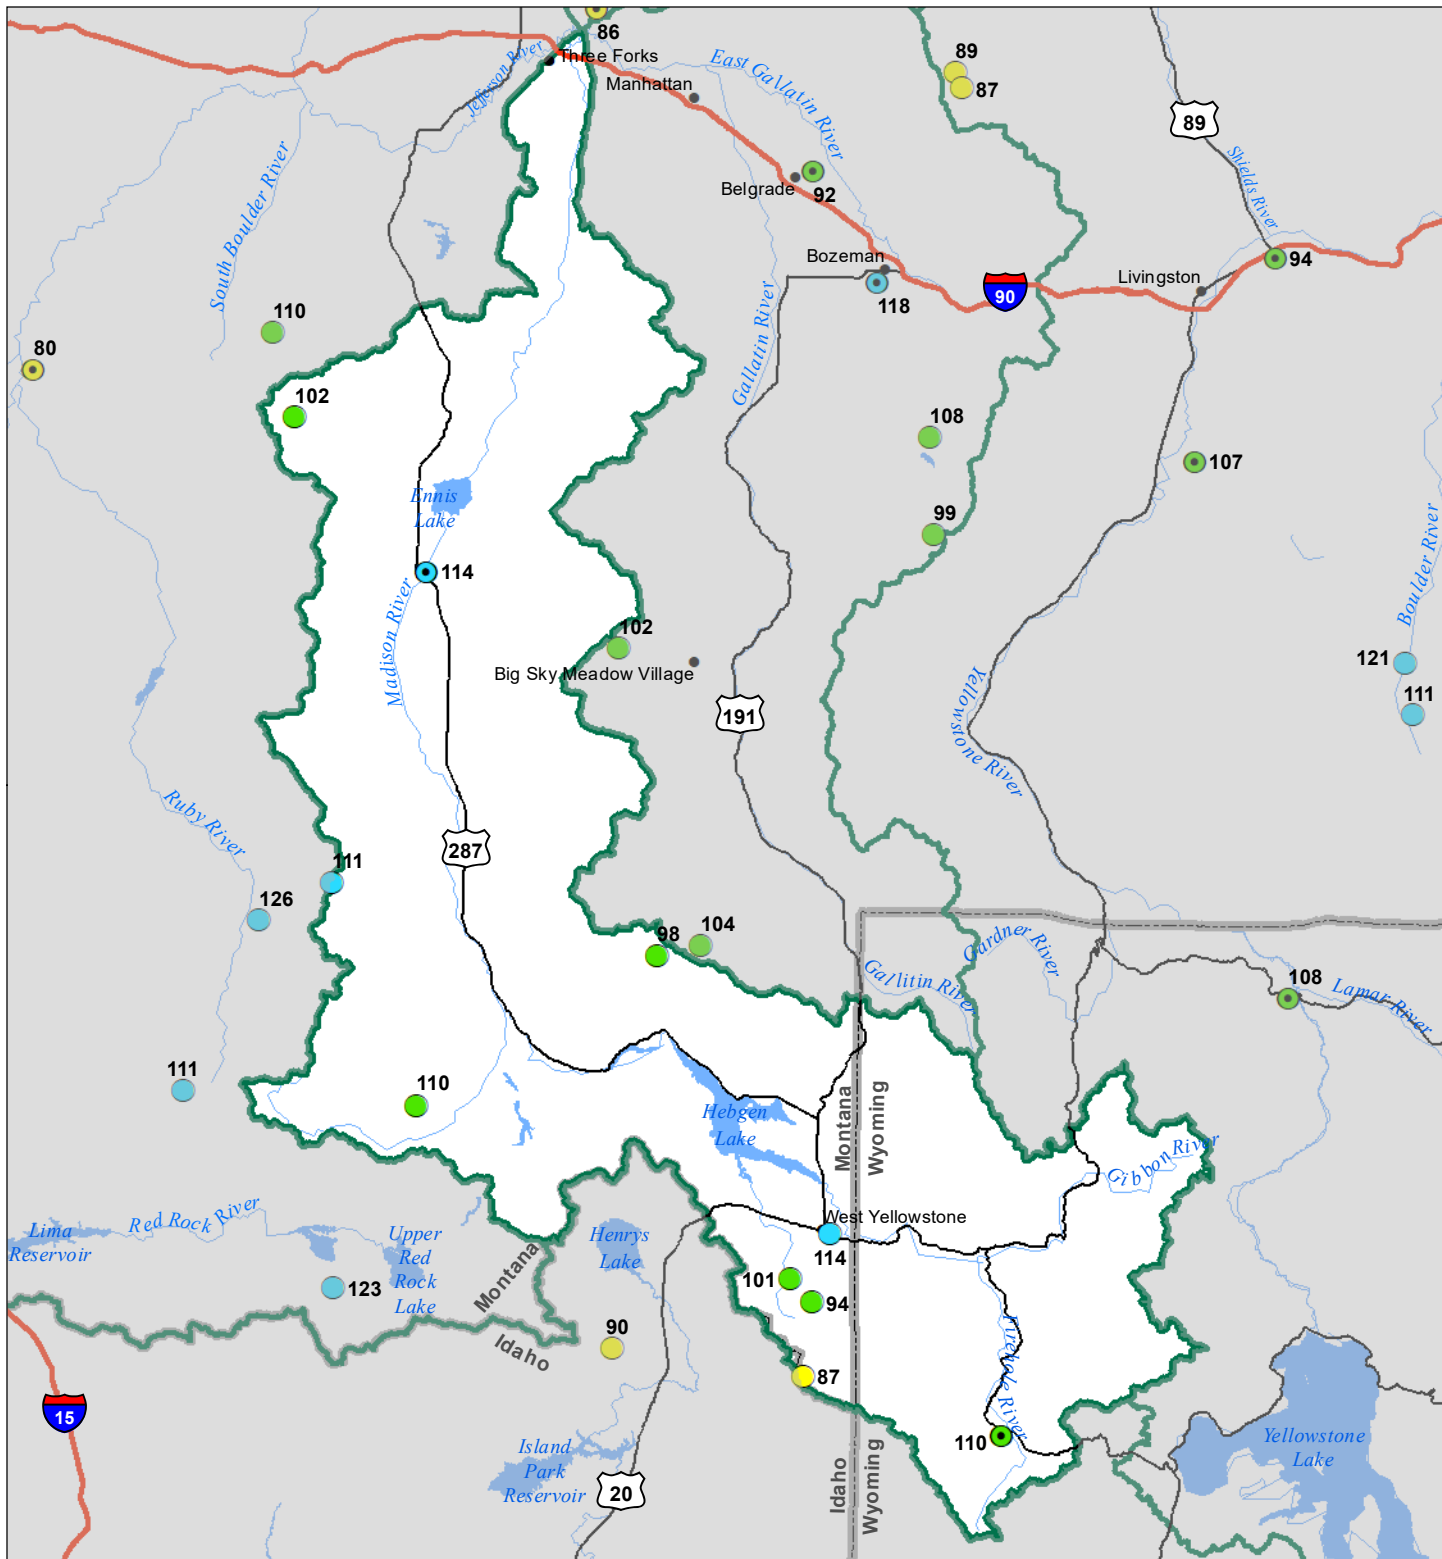 86
Three Forks
Jefferson River
Manhattan
East Gallatin River
89
87
89
Shields River
South Boulder River
Belgrade
92
Bozeman
118
90
Livingston
94
110
80
102
Gallatin River
108
107
99
Ennis
Lake
114
Madison River
102
Big Sky Meadow Village
191
Yellowstone River
Boulder River
121
111
Ruby River
287
111
126
98
104
Gallitin River
Gardner River
108
Lamar River
111
110
Hebgen
Lake
Montana
Wyoming
Gibbon River
West Yellowstone
114
Lima
Reservoir
Red Rock River
Upper
Red
Rock
Lake
Henrys
Lake
Montana
Idaho
123
101
94
90
87
Firehole River
15
110
Island
Park
Reservoir
20
Idaho
Wyoming
Yellowstone
Lake